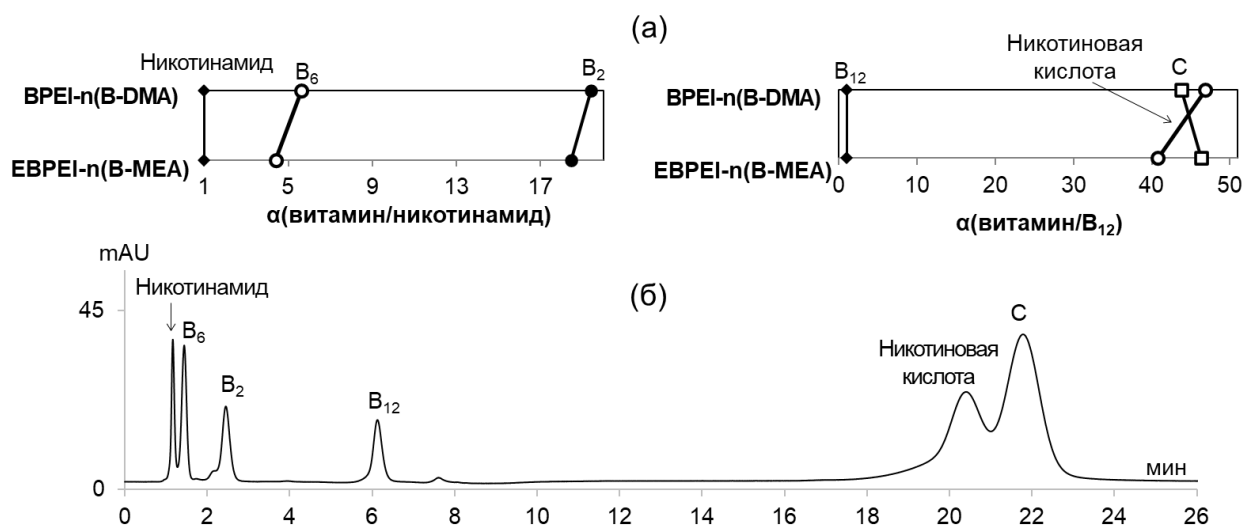 (а)
Никотинамид
B6
B2
BPEI-n(B-DMA)
EBPEI-n(B-MEA)
1 5 9 13 17
α(витамин/никотинамид)
Никотиновая
кислота
B12
C
BPEI-n(B-DMA)
EBPEI-n(B-MEA)
0 10 20 30 40 50
α(витамин/B12)
(б)
mAU
45
0
Никотинамид
B6
B2
B12
Никотиновая
кислота
C
мин
0 2 4 6 8 10 12 14 16 18 20 22 24 26